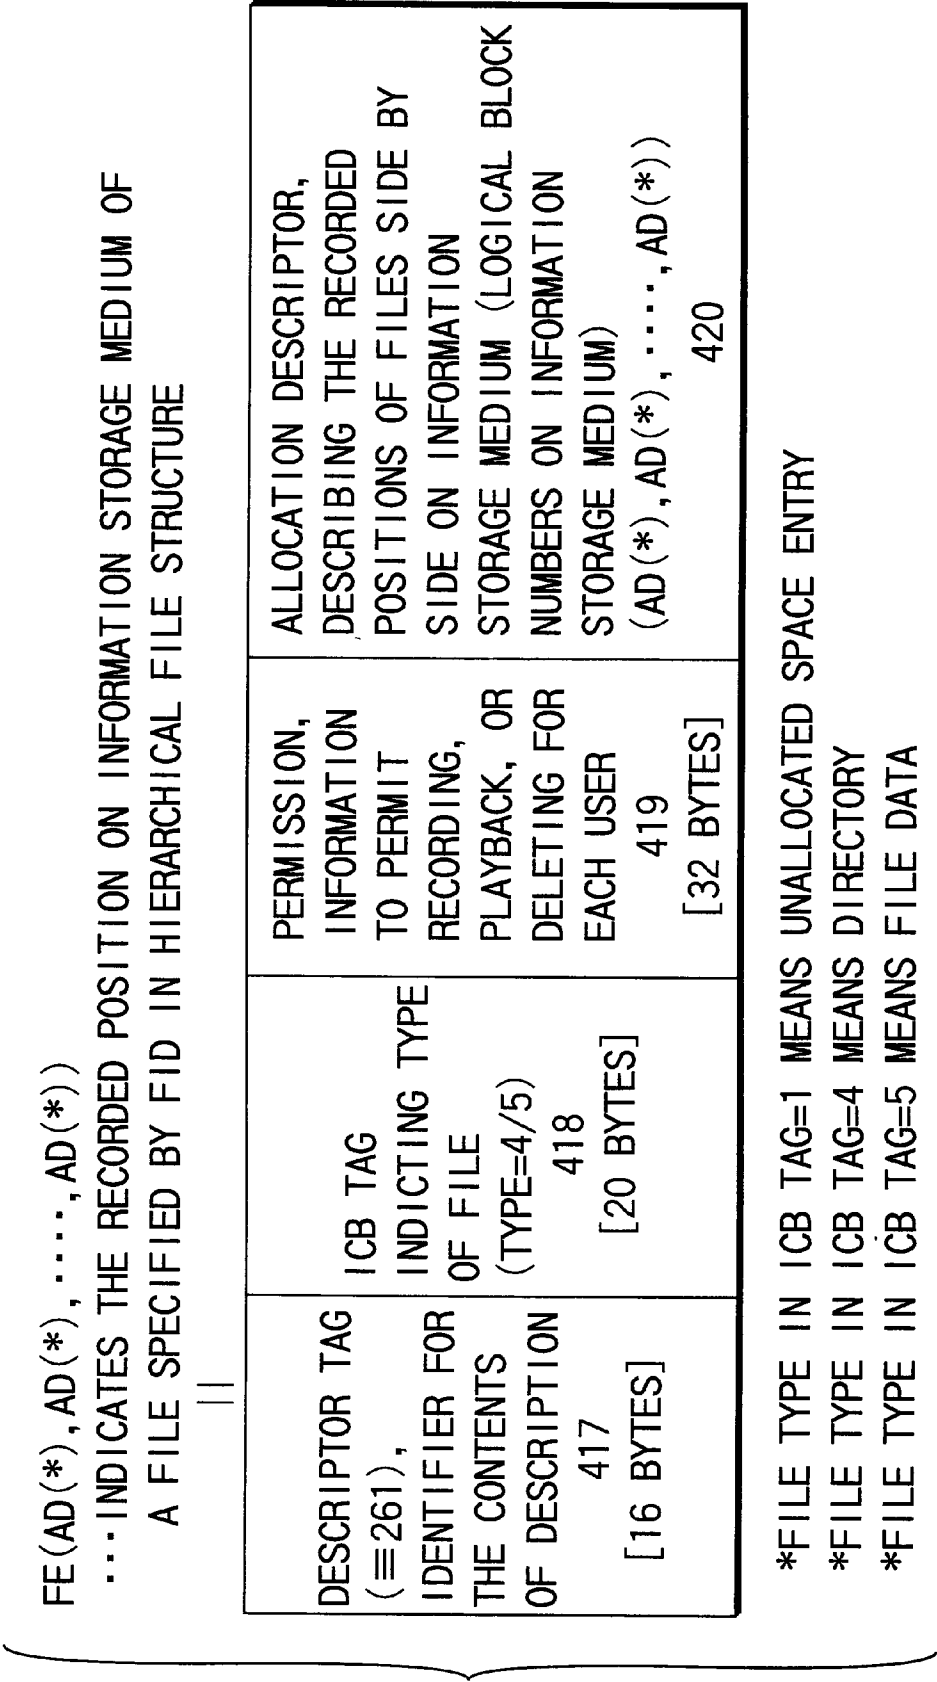 FE(AD(*),AD(*),····,AD(*))
···INDICATES THE RECORDED POSITION ON INFORMATION STORAGE MEDIUM OF
A FILE SPECIFIED BY FID IN HIERARCHICAL FILE STRUCTURE
||
DESCRIPTOR TAG
(≡261),
IDENTIFIER FOR
THE CONTENTS
OF DESCRIPTION
417
[16 BYTES]
ICB TAG
INDICTING TYPE
OF FILE
(TYPE=4/5)
418
[20 BYTES]
PERMISSION,
INFORMATION
TO PERMIT
RECORDING,
PLAYBACK, OR
DELETING FOR
EACH USER
419
[32 BYTES]
ALLOCATION DESCRIPTOR,
DESCRIBING THE RECORDED
POSITIONS OF FILES SIDE BY
SIDE ON INFORMATION
STORAGE MEDIUM (LOGICAL BLOCK
NUMBERS ON INFORMATION
STORAGE MEDIUM)
(AD(*),AD(*),····,AD(*))
420
*FILE TYPE IN ICB TAG=1 MEANS UNALLOCATED SPACE ENTRY
*FILE TYPE IN ICB TAG=4 MEANS DIRECTORY
*FILE TYPE IN ICB TAG=5 MEANS FILE DATA